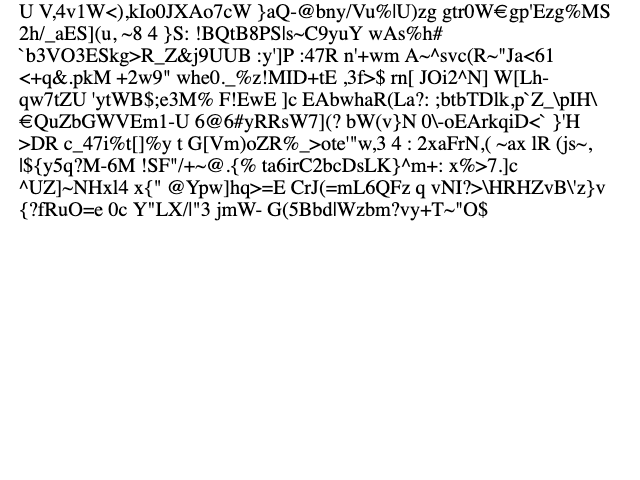 U V,4v1W<),kIo0JXAo7cW }aQ-@bny/Vu%|U)zg gtr0W€gp'Ezg%MS
2h/_aES](u, ~8 4 }S: !BQtB8PS|s~C9yuY wAs%h#
`b3VO3ESkg>R_Z&j9UUB :y']P :47R n'+wm A~^svc(R~"Ja<61
<+q&.pkM +2w9" whe0._%z!MID+tE ,3f>$ rn[ JOi2^N] W[Lh-
qw7tZU 'ytWB$;e3M% F!EwE ]c EAbwhaR(La?: ;btbTDlk,p`Z_\pIH\
€QuZbGWVEm1-U 6@6#yRRsW7](? bW(v}N 0\-oEArkqiD<` }'H
>DR c_47i%t[]%y t G[Vm)oZR%_>ote'"w,3 4 : 2xaFrN,( ~ax lR (js~,
|${y5q?M-6M !SF"/+~@.{% ta6irC2bcDsLK}^m+: x%>7.]c
^UZ]~NHxl4 x{" @Ypw]hq>=E CrJ(=mL6QFz q vNI?>\HRHZvB\'z}v
{?fRuO=e 0c Y"LX/|"3 jmW- G(5Bbd|Wzbm?vy+T~"O$